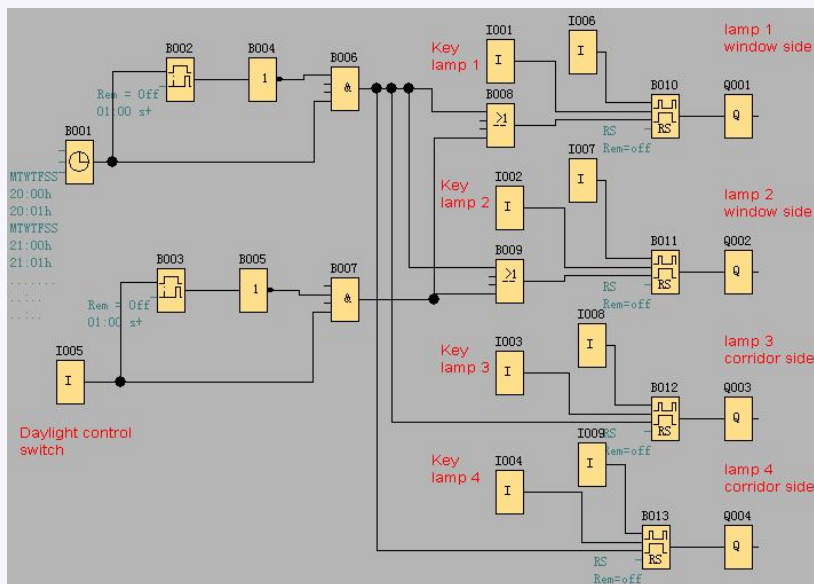 I001
I006
lamp 1
window side
B002
B004
B006
Key
lamp 1
I
I
B010
Q001
1
&
B008
RS
Q
Rem = Off
01:00 s+
≥1
RS
Rem=off
B001
I007
MTWTFSS
20:00h
20:01h
MTWTFSS
21:00h
21:01h
.......
..:..
..:..
I002
Key
lamp 2
I
I
lamp 2
window side
B011
Q002
B003
B005
B007
B009
RS
Q
1
&
≥1
RS
Rem=off
Rem = Off
01:00 s+
I008
I003
Key
lamp 3
I
I
lamp 3
corridor side
I005
I
B012
Q003
RS
Q
Daylight control
switch
RS
Rem=off
I009
Key
lamp 4
I004
I
I
lamp 4
corridor side
B013
Q004
RS
Q
RS
Rem=off